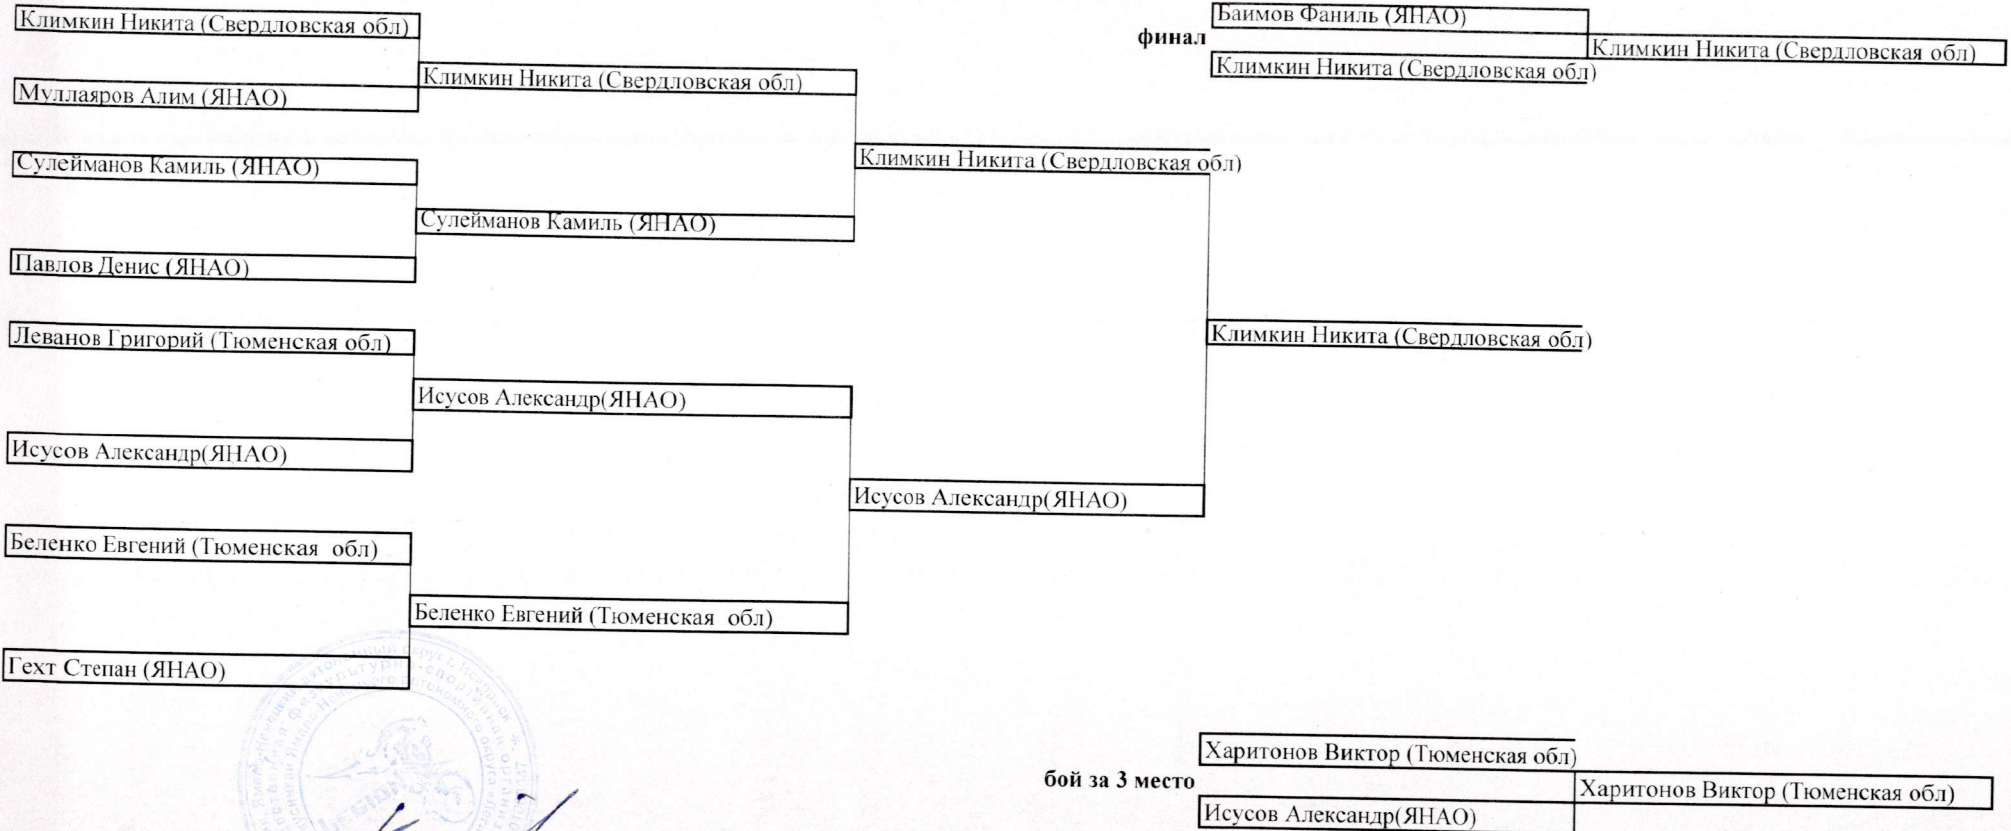 Климкин Никита (Свердловская обл)
Муллаяров Алим (ЯНАО)
Сулейманов Камиль (ЯНАО)
Павлов Денис (ЯНАО)
Леванов Григорий (Тюменская обл)
Исусов Александр(ЯНАО)
Беленко Евгений (Тюменская обл)
Гехт Степан (ЯНАО)
Климкин Никита (Свердловская обл)
Сулейманов Камиль (ЯНАО)
Исусов Александр(ЯНАО)
Беленко Евгений (Тюменская обл)
Климкин Никита (Свердловская обл)
Исусов Александр(ЯНАО)
Климкин Никита (Свердловская обл)
финал
Баимов Фаниль (ЯНАО)
Климкин Никита (Свердловская обл)
Климкин Никита (Свердловская обл)
бой за 3 место
Харитонов Виктор (Тюменская обл)
Исусов Александр(ЯНАО)
Харитонов Виктор (Тюменская обл)